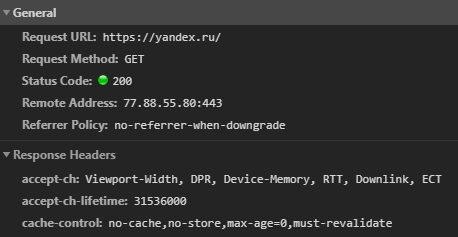 General
Request URL: https://yandex.ru/
Request Method: GET
Status Code: 200
Remote Address: 77.88.55.80:443
Referrer Policy: no-referrer-when-downgrade
Response Headers
accept-ch: Viewport-Width, DPR, Device-Memory, RTT, Downlink, ECT
accept-ch-lifetime: 31536000
cache-control: no-cache,no-store,max-age=0,must-revalidate